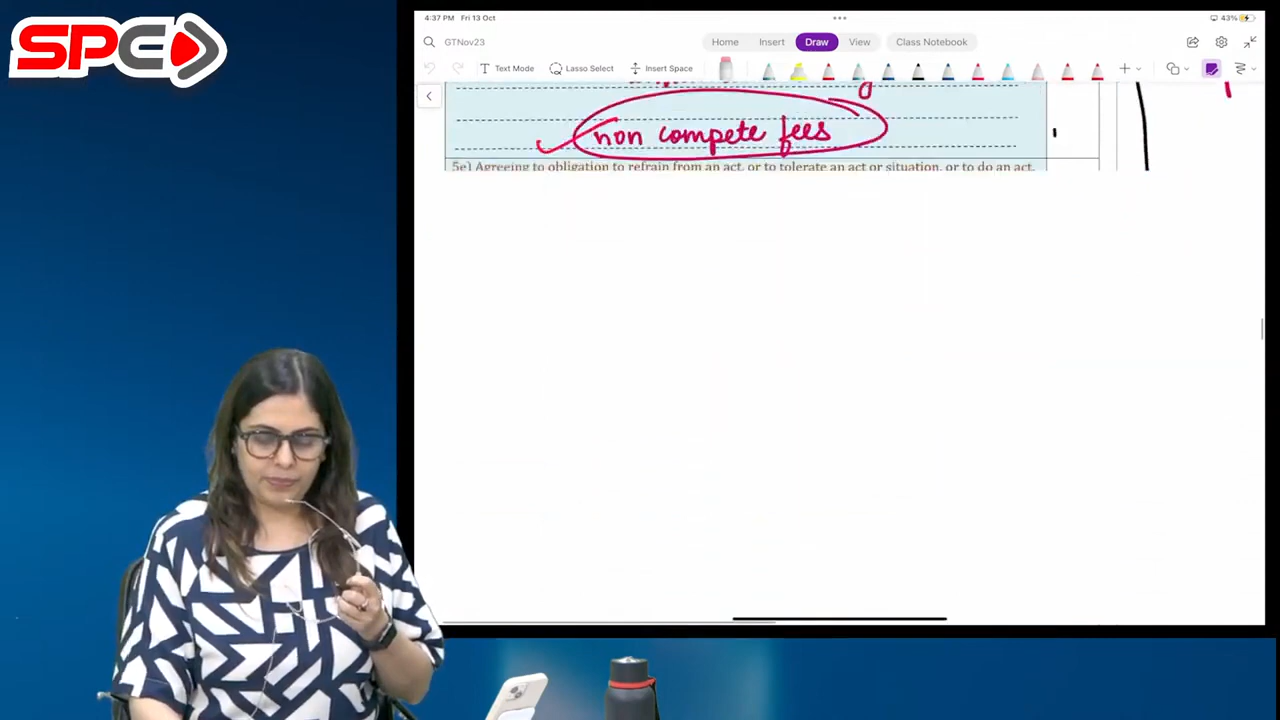 SPC
4:37 PM Fri 13 Oct
43%
GTNov23
Home Insert Draw View Class Notebook
Text Mode Lasso Select Insert Space
non compete fees
5e) Agreeing to obligation to refrain from an act, or to tolerate an act or situation, or to do an act.